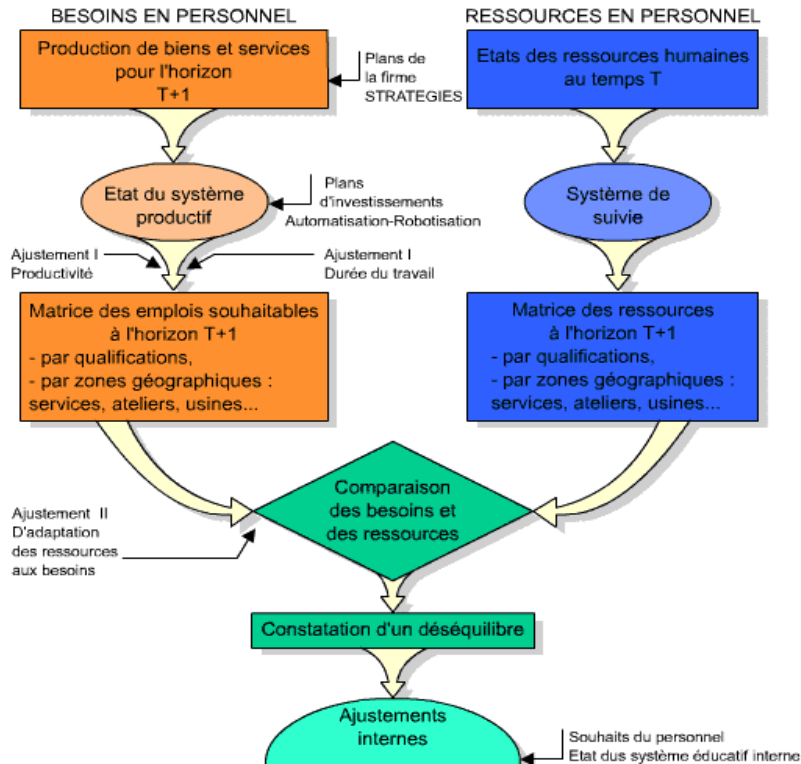 BESOINS EN PERSONNEL
RESSOURCES EN PERSONNEL
Production de biens et services
pour l'horizon
T+1
Plans de
la firme
STRATEGIES
Etats des ressources humaines
au temps T
Etat du système
productif
Plans
d'investissements
Automatisation-Robotisation
Système de
suivie
Ajustement I
Productivité
Ajustement I
Durée du travail
Matrice des emplois souhaitables
à l'horizon T+1
- par qualifications,
- par zones géographiques :
services, ateliers, usines...
Matrice des ressources
à l'horizon T+1
- par qualifications,
- par zones géographiques :
services, ateliers, usines...
Comparaison
des besoins et
des ressources
Ajustement II
D'adaptation
des ressources
aux besoins
Constatation d'un déséquilibre
Ajustements
internes
Souhaits du personnel
Etat dus système éducatif interne